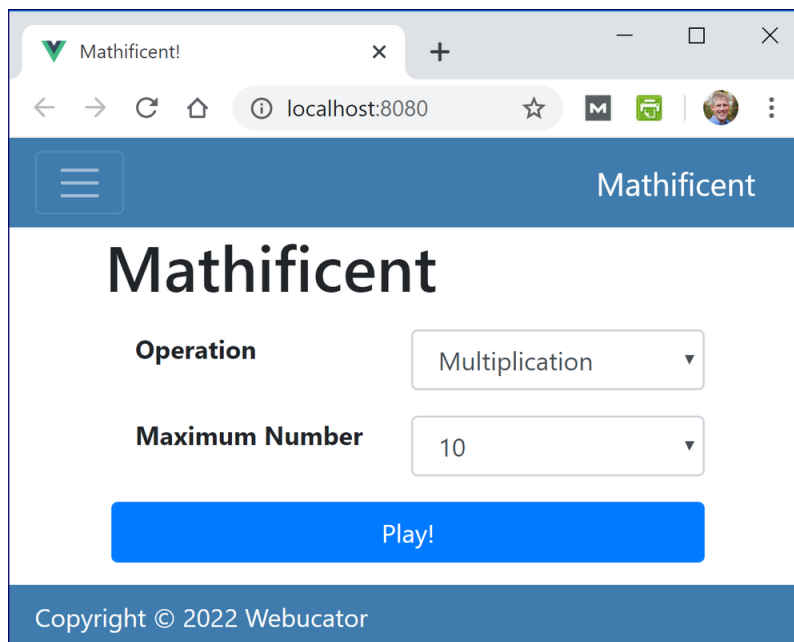 Mathificent!
localhost:8080
Mathificent
Mathificent
Operation
Multiplication
Maximum Number
10
Play!
Copyright © 2022 Webucator